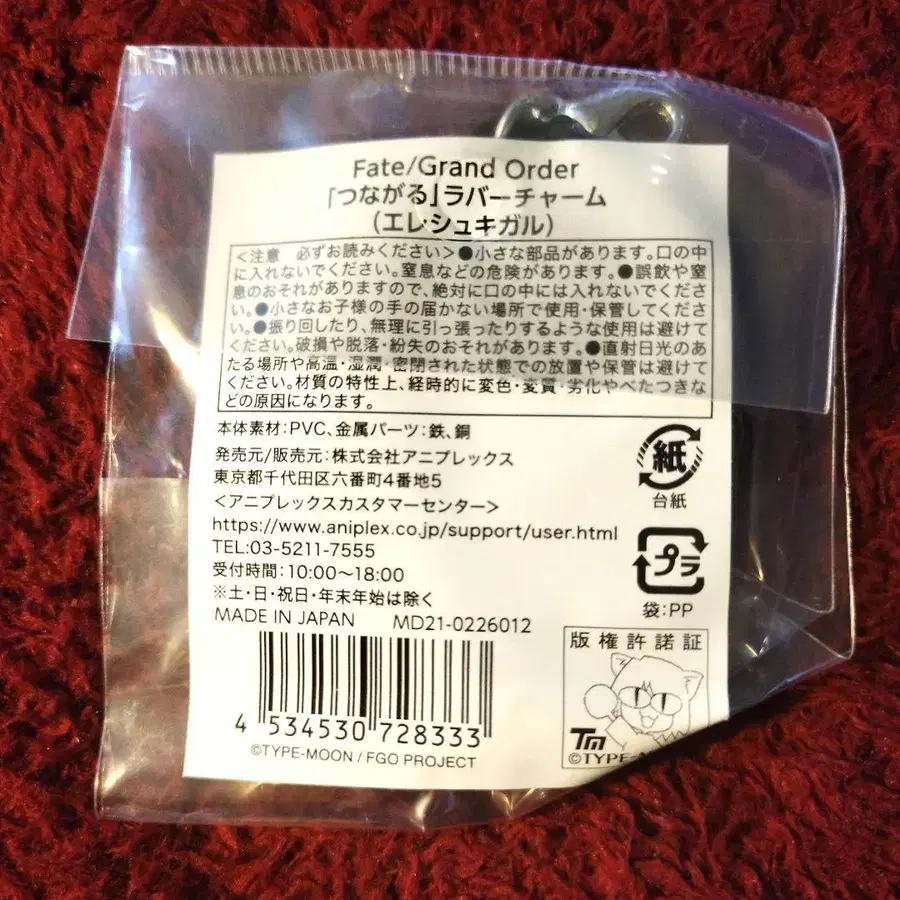 Fate/Grand Order
「つながる」ラバーチャーム
(エレシュキガル)
<注意　必ずお読みください>●小さな部品があります。口の中
に入れないでください。窒息などの危険があります。●誤飲や窒
息のおそれがありますので、絶対に口の中には入れないでくださ
い。●小さなお子様の手の届かない場所で使用・保管してくださ
い。●振り回したり、無理に引っ張ったりするような使用は避けて
ください。破損や脱落・紛失のおそれがあります。●直射日光のあ
たる場所や高温・湿潤・密閉された状態での放置や保管は避けて
ください。材質の特性上、経時的に変色・変質・劣化やべたつきな
どの原因になります。
本体素材:PVC、金属パーツ:鉄、銅
発売元/販売元:株式会社アニプレックス
東京都千代田区六番町4番地5
<アニプレックスカスタマーセンター>
https://www.aniplex.co.jp/support/user.html
TEL:03-5211-7555
受付時間:10:00～18:00
※土・日・祝日・年末年始は除く
MADE IN JAPAN MD21-0226012
4 534530 728333
©TYPE-MOON / FGO PROJECT
紙
台紙
プラ
袋:PP
版権許諾証
TM
©TYPE-MOON